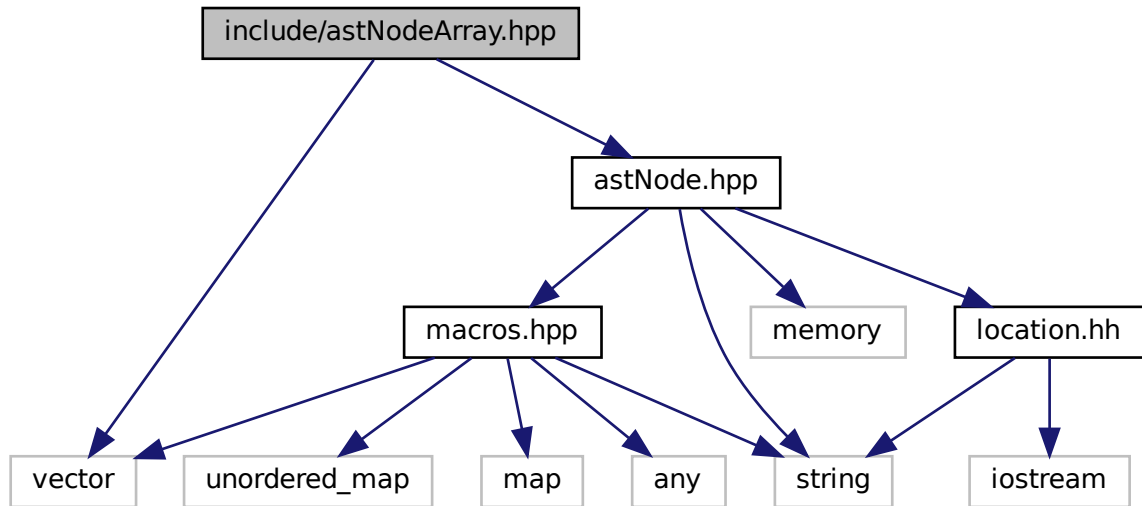 include/astNodeArray.hpp
astNode.hpp
macros.hpp
memory
location.hh
vector
unordered_map
map
any
string
iostream